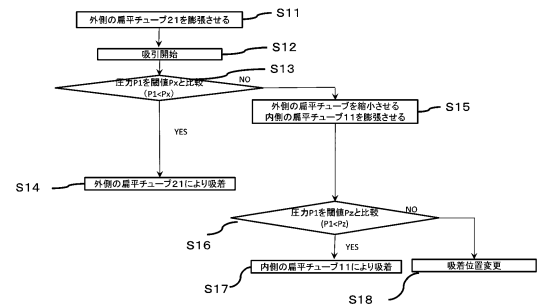 外側の扁平チューブ21を膨張させる
S11
吸引開始
S12
S13
圧力P1を閾値Pxと比較
(P1<Px)
NO
YES
外側の扁平チューブを縮小させる
内側の扁平チューブ11を膨張させる
S15
S14
外側の扁平チューブ21により吸着
圧力P1を閾値Pzと比較
(P1<Pz)
NO
S16
YES
内側の扁平チューブ11により吸着
吸着位置変更
S17
S18